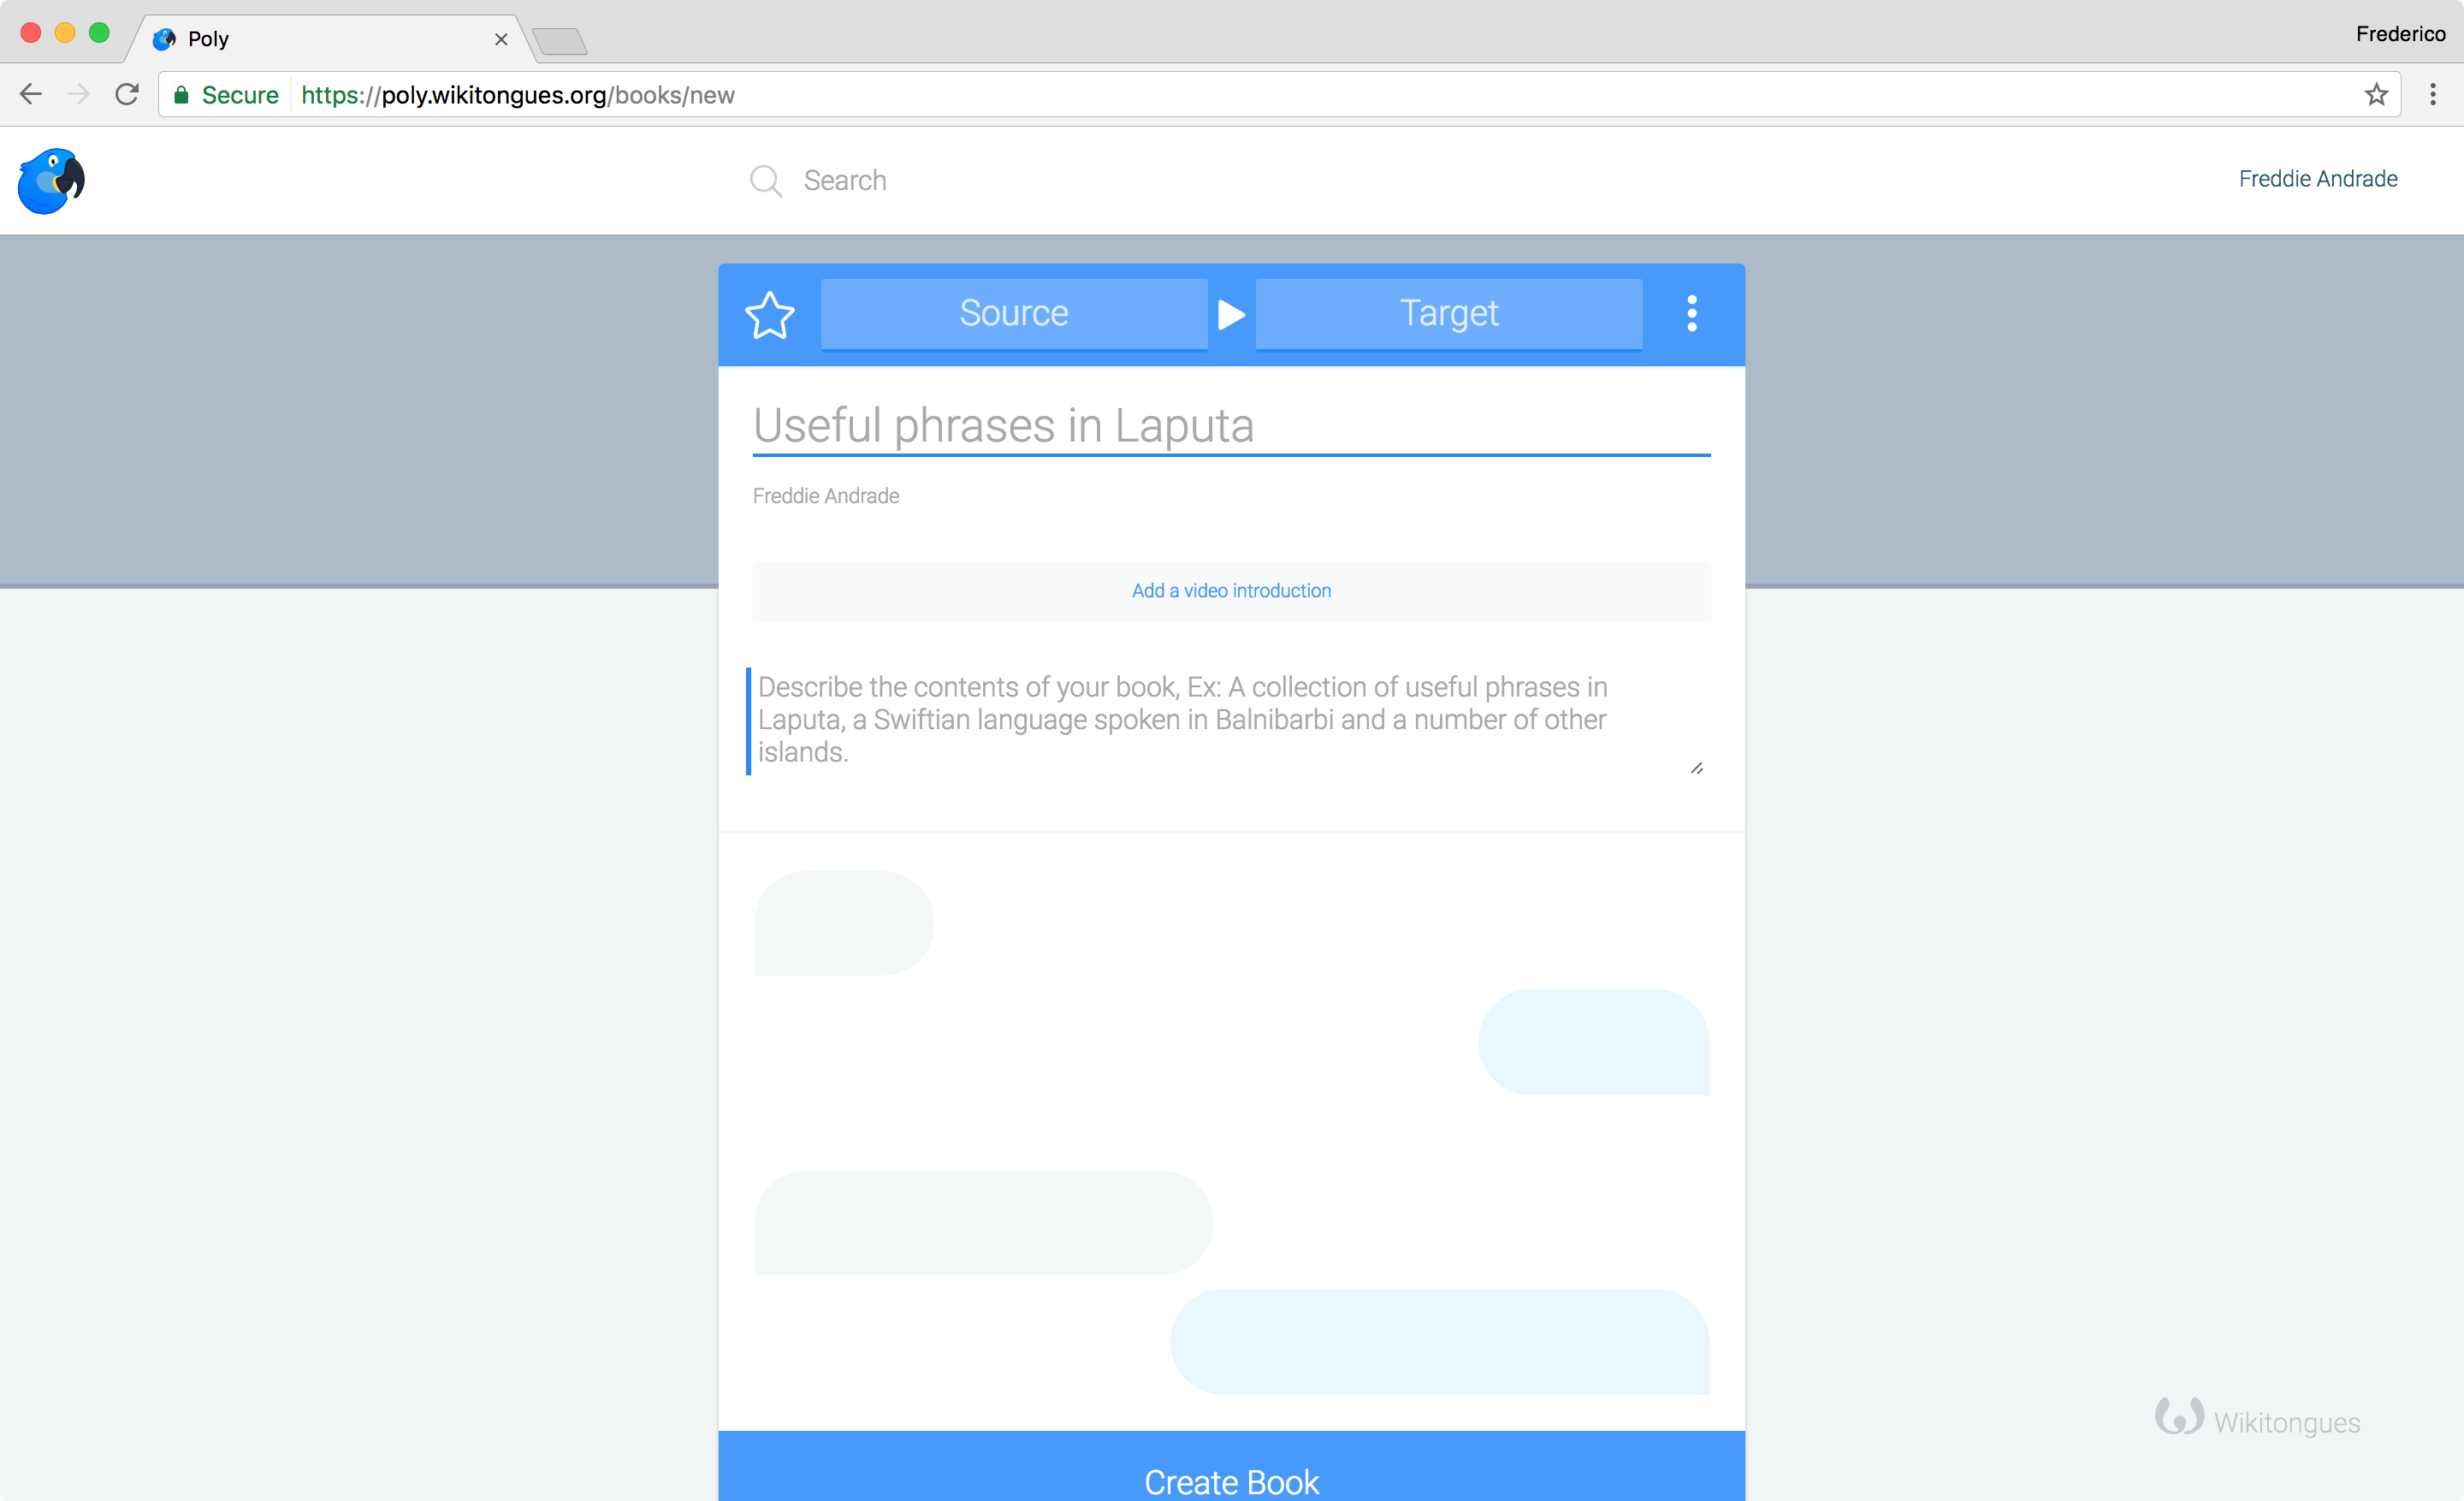 Poly
Frederico
Secure
https://poly.wikitongues.org/books/new
Search
Freddie Andrade
Source
Target
Useful phrases in Laputa
Freddie Andrade
Add a video introduction
Describe the contents of your book, Ex: A collection of useful phrases in
Laputa, a Swiftian language spoken in Balnibarbi and a number of other
islands.
Wikitongues
Create Book